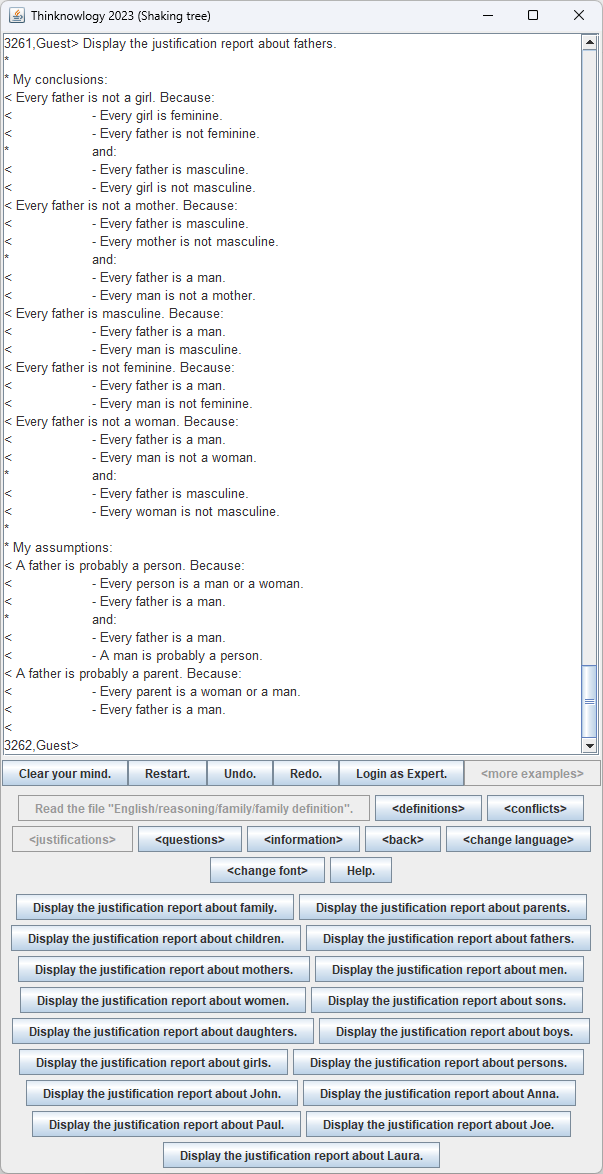 Thinknowlogy 2023 (Shaking tree)
3261,Guest> Display the justification report about fathers.
*
* My conclusions:
< Every father is not a girl. Because:
< - Every girl is feminine.
< - Every father is not feminine.
* and:
< - Every father is masculine.
< - Every girl is not masculine.
< Every father is not a mother. Because:
< - Every father is masculine.
< - Every mother is not masculine.
* and:
< - Every father is a man.
< - Every man is not a mother.
< Every father is masculine. Because:
< - Every father is a man.
< - Every man is masculine.
< Every father is not feminine. Because:
< - Every father is a man.
< - Every man is not feminine.
< Every father is not a woman. Because:
< - Every father is a man.
< - Every man is not a woman.
* and:
< - Every father is masculine.
< - Every woman is not masculine.
*
* My assumptions:
< A father is probably a person. Because:
< - Every person is a man or a woman.
< - Every father is a man.
* and:
< - Every father is a man.
< - A man is probably a person.
< A father is probably a parent. Because:
< - Every parent is a woman or a man.
< - Every father is a man.
<
3262,Guest>
Clear your mind. Restart. Undo. Redo. Login as Expert. <more examples>
Read the file "English/reasoning/family/family definition". <definitions> <conflicts>
<justifications> <questions> <information> <back> <change language>
<change font> Help.
Display the justification report about family. Display the justification report about parents.
Display the justification report about children. Display the justification report about fathers.
Display the justification report about mothers. Display the justification report about men.
Display the justification report about women. Display the justification report about sons.
Display the justification report about daughters. Display the justification report about boys.
Display the justification report about girls. Display the justification report about persons.
Display the justification report about John. Display the justification report about Anna.
Display the justification report about Paul. Display the justification report about Joe.
Display the justification report about Laura.